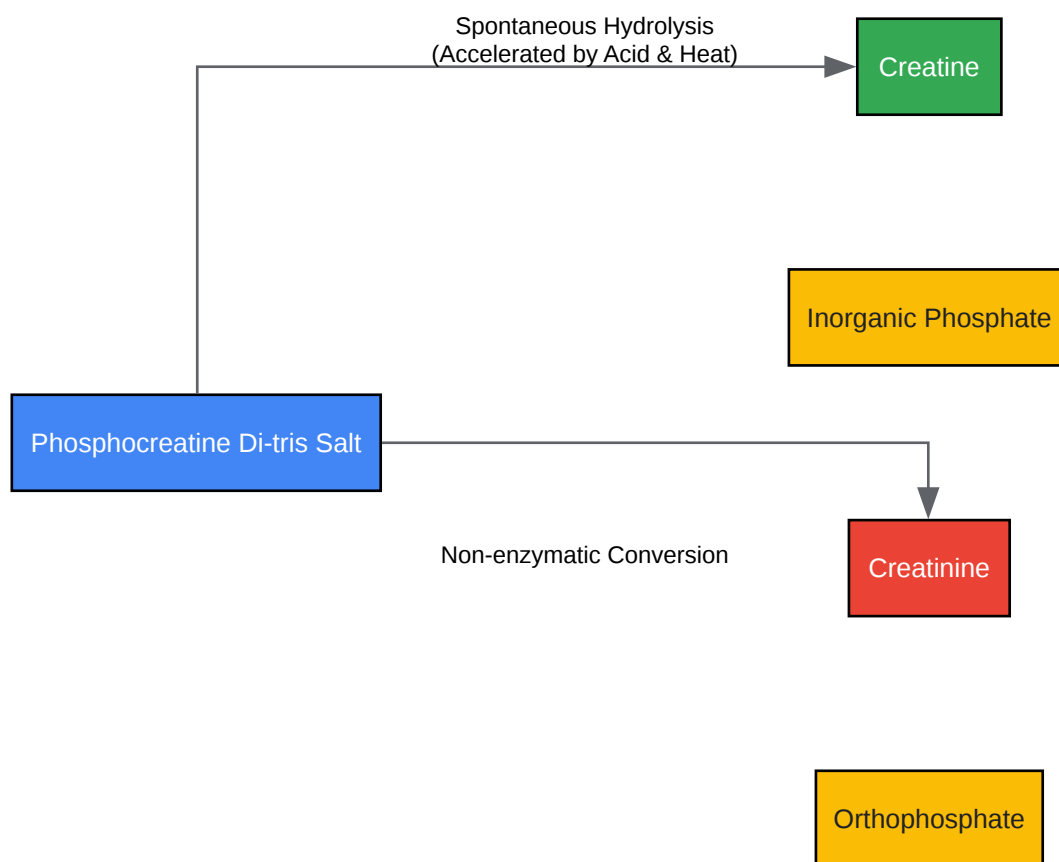 Spontaneous Hydrolysis
(Accelerated by Acid & Heat)
Creatine
Inorganic Phosphate
Phosphocreatine Di-tris Salt
Non-enzymatic Conversion
Creatinine
Orthophosphate